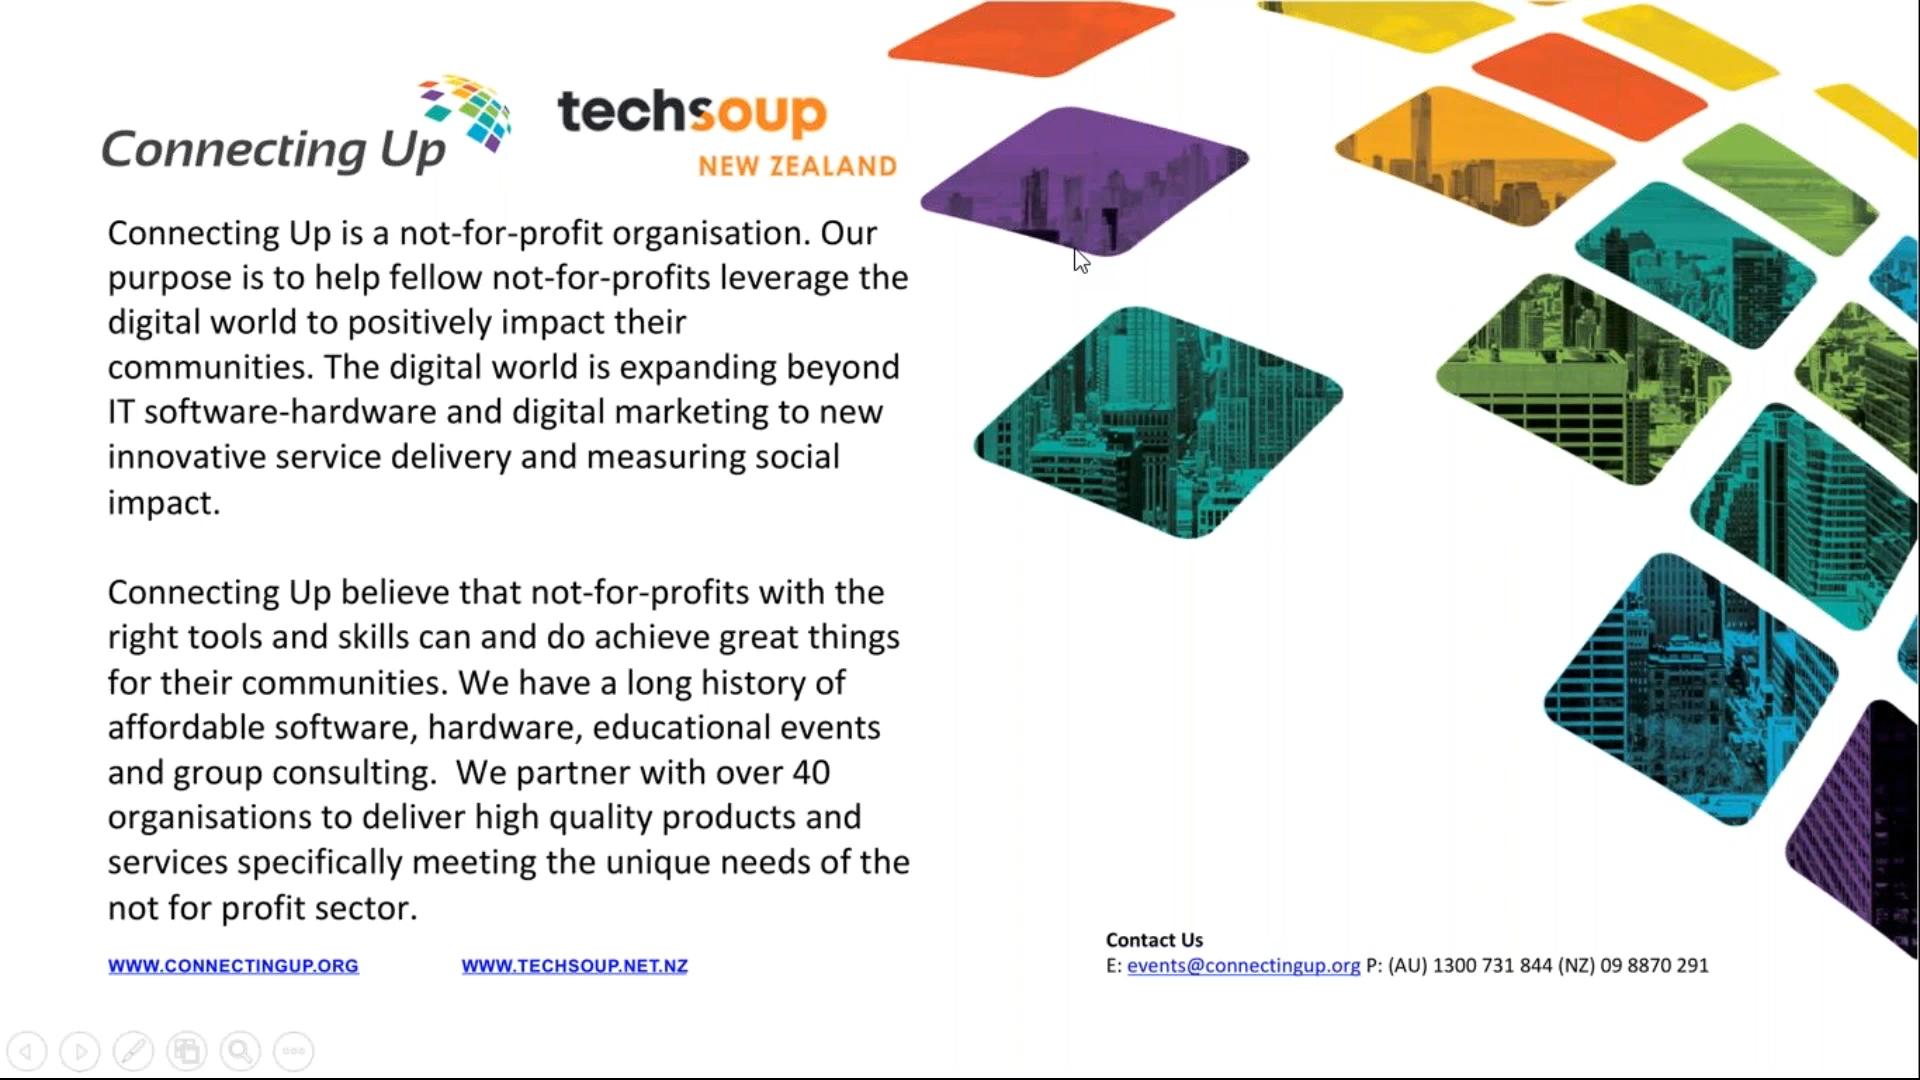 Connecting Up
techsoup
NEW ZEALAND
Connecting Up is a not-for-profit organisation. Our
purpose is to help fellow not-for-profits leverage the
digital world to positively impact their
communities. The digital world is expanding beyond
IT software-hardware and digital marketing to new
innovative service delivery and measuring social
impact.
Connecting Up believe that not-for-profits with the
right tools and skills can and do achieve great things
for their communities. We have a long history of
affordable software, hardware, educational events
and group consulting.  We partner with over 40
organisations to deliver high quality products and
services specifically meeting the unique needs of the
not for profit sector.
WWW.CONNECTINGUP.ORG WWW.TECHSOUP.NET.NZ
Contact Us
E: events@connectingup.org P: (AU) 1300 731 844 (NZ) 09 8870 291